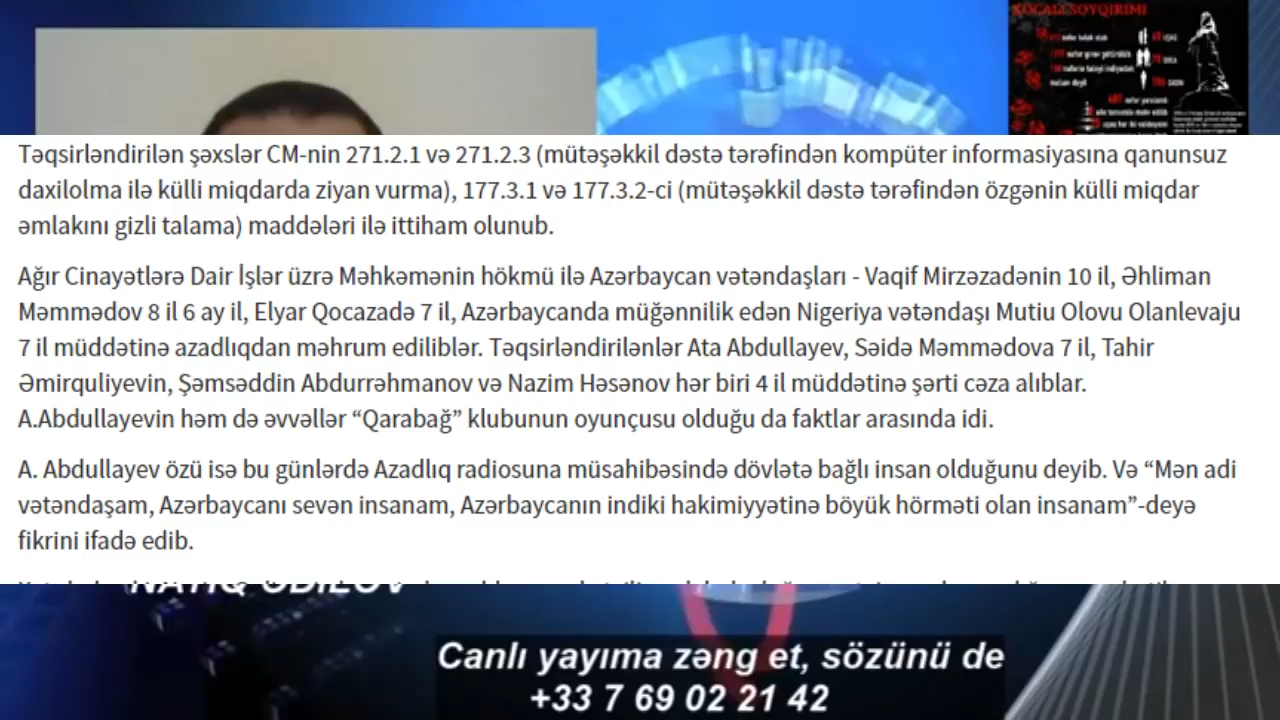 XOCALI SOYQIRIMI
Təqsirləndirilən şəxslər CM-nin 271.2.1 və 271.2.3 (mütəşəkkil dəstə tərəfindən kompüter informasiyasına qanunsuz
daxilolma ilə külli miqdarda ziyan vurma), 177.3.1 və 177.3.2-ci (mütəşəkkil dəstə tərəfindən özgənin külli miqdar
əmlakını gizli talama) maddələri ilə ittiham olunub.
Ağır Cinayətlərə Dair İşlər üzrə Məhkəmənin hökmü ilə Azərbaycan vətəndaşları - Vaqif Mirzəzadənin 10 il, Əhliman
Məmmədov 8 il 6 ay il, Elyar Qocazadə 7 il, Azərbaycanda müğənnilik edən Nigeriya vətəndaşı Mutiu Olovu Olanlevaju
7 il müddətinə azadlıqdan məhrum ediliblər. Təqsirləndirilənlər Ata Abdullayev, Səidə Məmmədova 7 il, Tahir
Əmirquliyevin, Şəmsəddin Abdurrəhmanov və Nazim Həsənov hər biri 4 il müddətinə şərti cəza alıblar.
A.Abdullayevin həm də əvvəllər “Qarabağ” klubunun oyunçusu olduğu da faktlar arasında idi.
A. Abdullayev özü isə bu günlərdə Azadlıq radiosuna müsahibəsində dövlətə bağlı insan olduğunu deyib. Və “Mən adi
vətəndaşam, Azərbaycanı sevən insanam, Azərbaycanın indiki hakimiyyətinə böyük hörməti olan insanam”-deyə
fikrini ifadə edib.
NATİQ ƏDİLOV
Canlı yayıma zəng et, sözünü de
+33 7 69 02 21 42